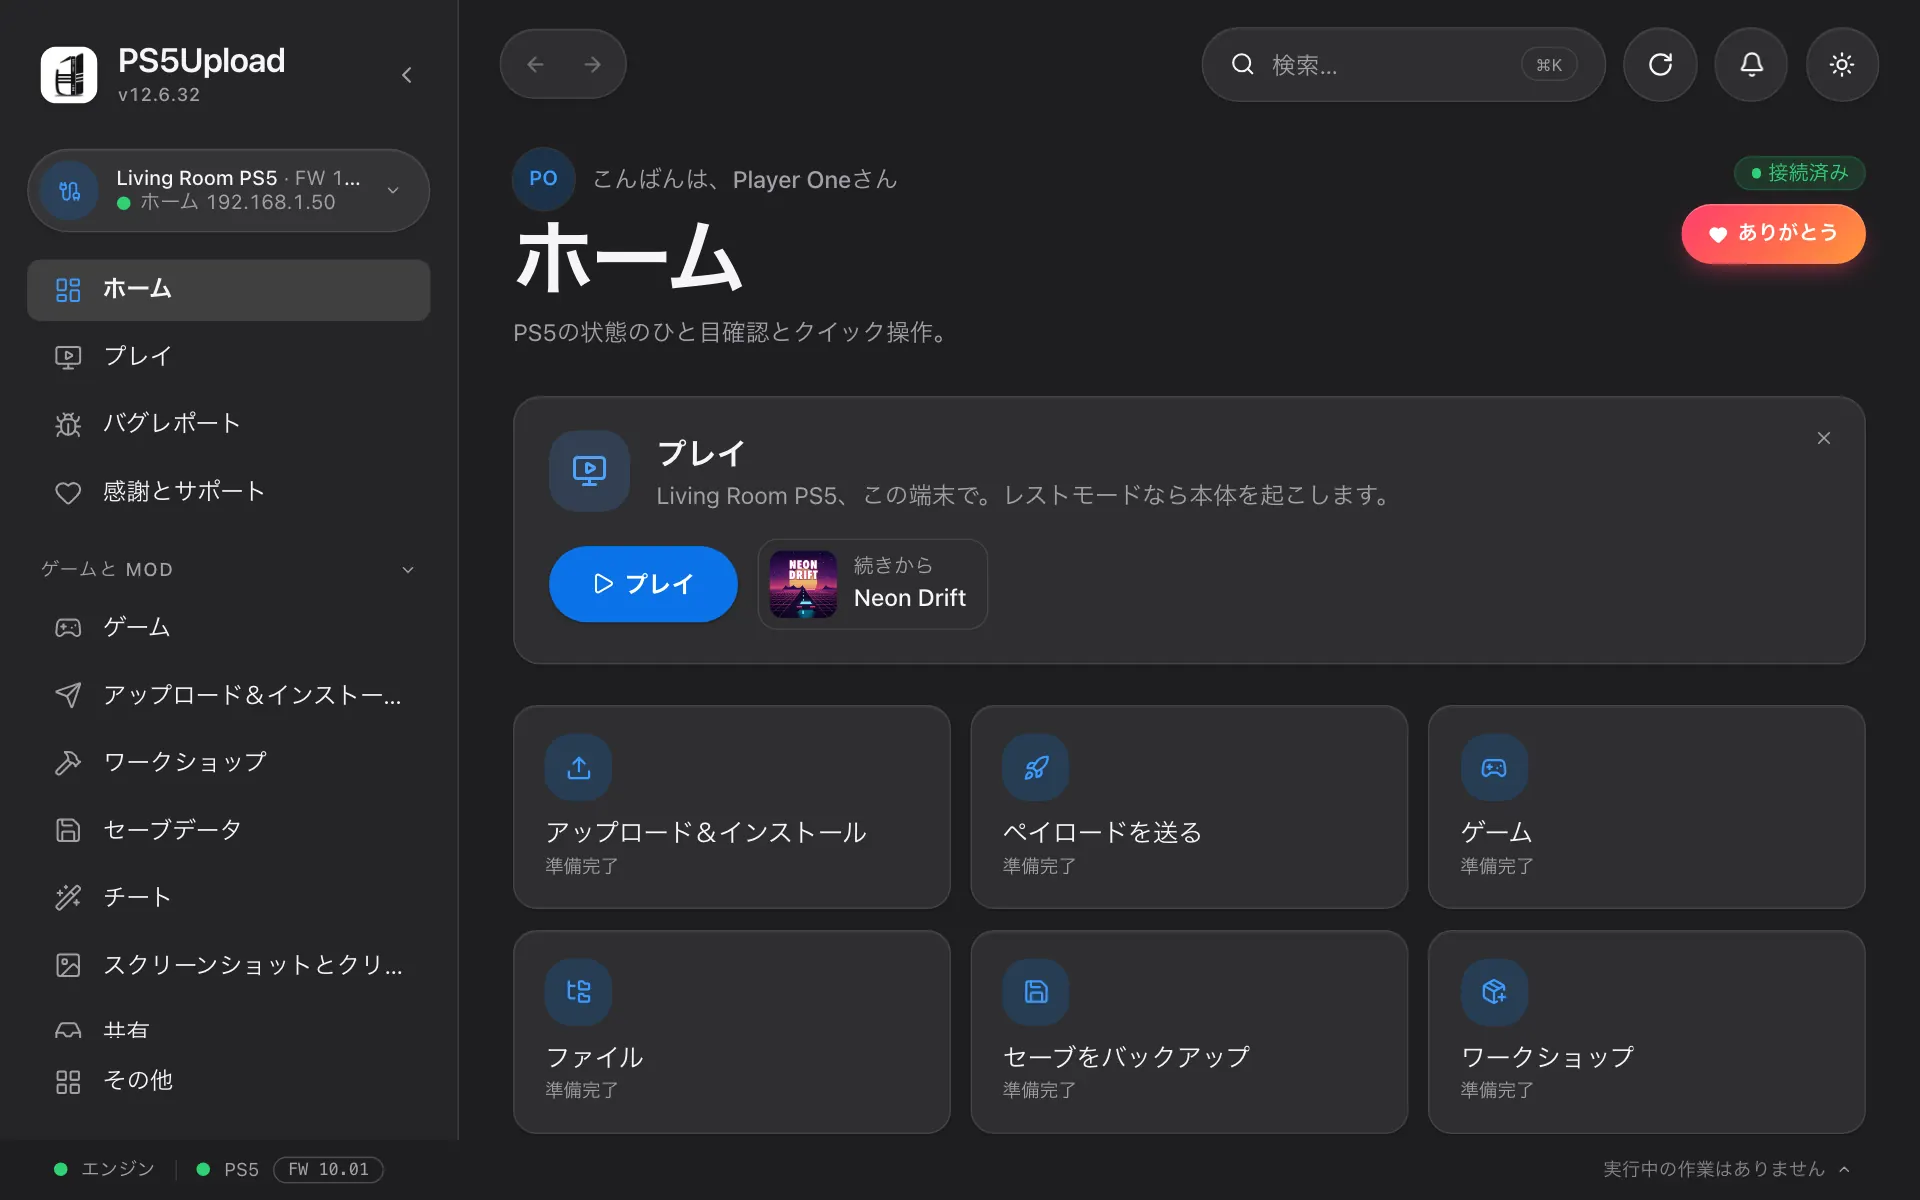 PS5Upload
v12.6.32
Living Room PS5 · FW 1...
ホーム 192.168.1.50
ホーム
プレイ
バグレポート
感謝とサポート
ゲームと MOD
ゲーム
アップロード＆インストー...
ワークショップ
セーブデータ
チート
スクリーンショットとクリ...
共有
その他
検索...
⌘K
PO
こんばんは、Player Oneさん
ホーム
PS5の状態のひと目確認とクイック操作。
接続済み
ありがとう
プレイ
Living Room PS5、この端末で。レストモードなら本体を起こします。
プレイ
NEON
DRIFT
続きから
Neon Drift
アップロード＆インストール
準備完了
ペイロードを送る
準備完了
ゲーム
準備完了
ファイル
準備完了
セーブをバックアップ
準備完了
ワークショップ
準備完了
エンジン
PS5
FW 10.01
実行中の作業はありません